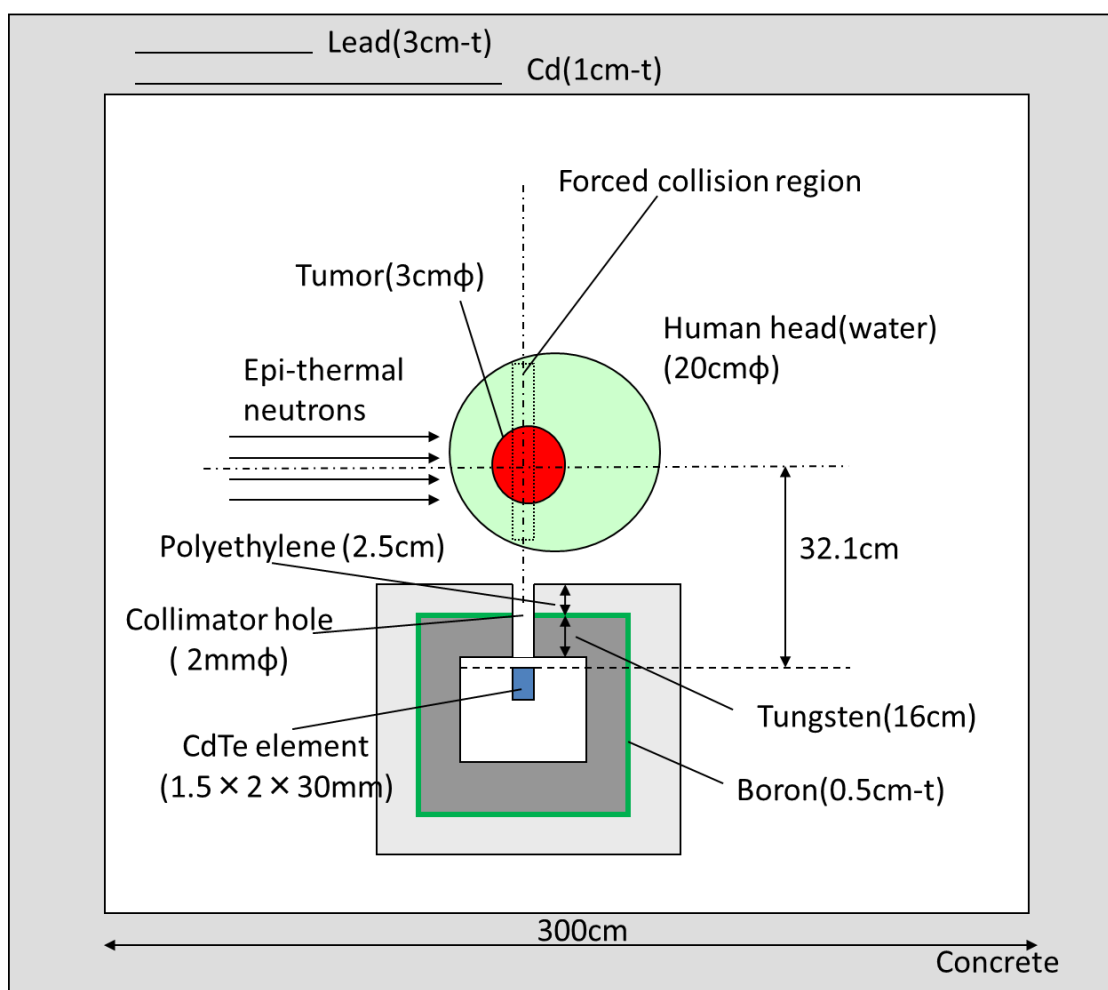 Lead(3cm-t)
Cd(1cm-t)
Forced collision region
Tumor(3cmϕ)
Human head(water)
(20cmϕ)
Epi-thermal
neutrons
Polyethylene (2.5cm)
32.1cm
Collimator hole
( 2mmϕ)
CdTe element
(1.5×2×30mm)
Tungsten(16cm)
Boron(0.5cm-t)
300cm
Concrete